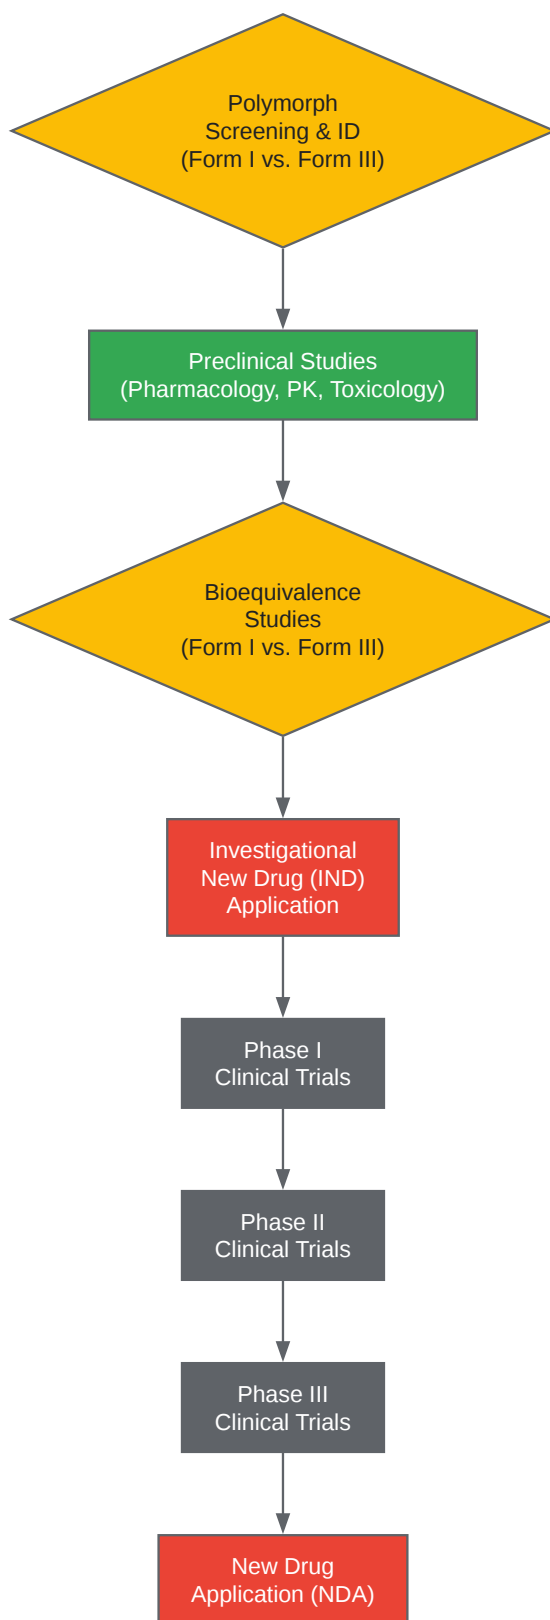 Polymorph
Screening & ID
(Form I vs. Form III)
Preclinical Studies
(Pharmacology, PK, Toxicology)
Bioequivalence
Studies
(Form I vs. Form III)
Investigational
New Drug (IND)
Application
Phase I
Clinical Trials
Phase II
Clinical Trials
Phase III
Clinical Trials
New Drug
Application (NDA)